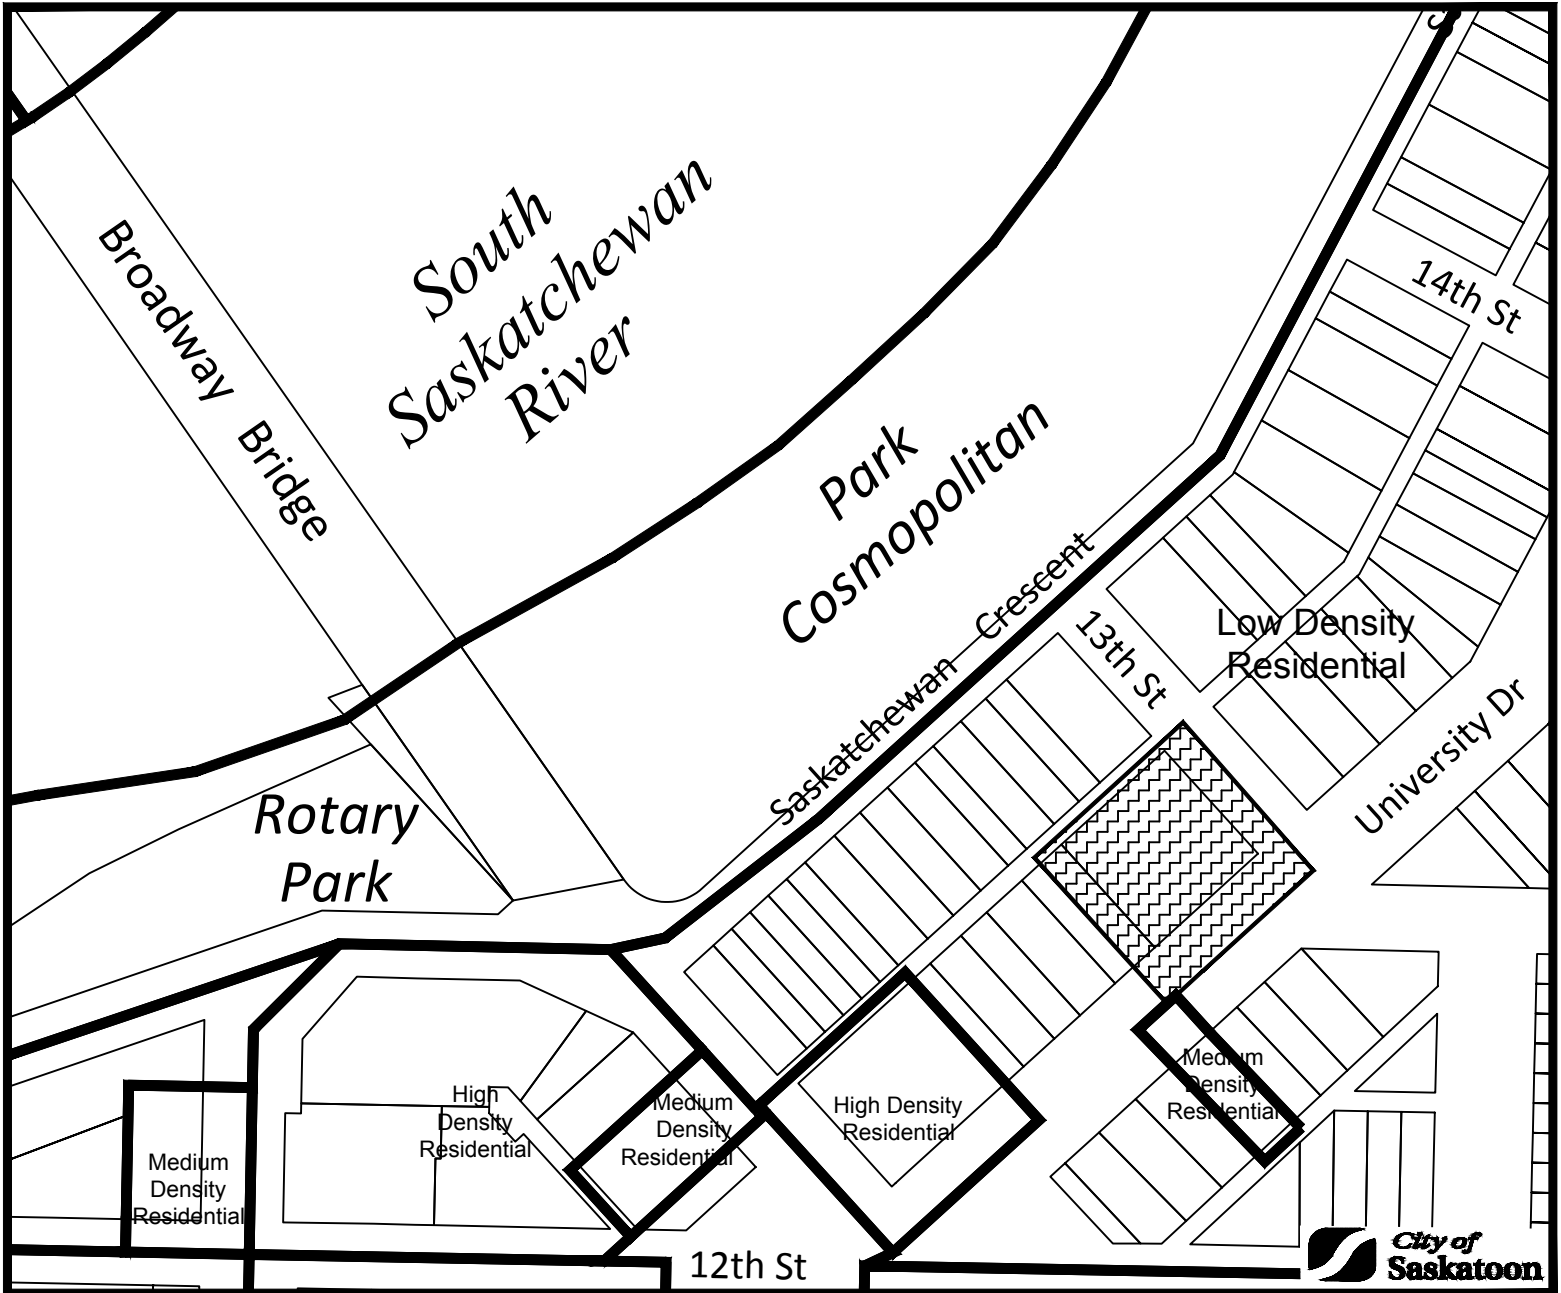 South
Saskatchewan
River
Broadway Bridge
14th St
Park
Cosmopolitan
Saskatchewan Crescent
13th St
Low Density
Residential
University Dr
Rotary
Park
High
Density
Residential
Medium
Density
Residential
High Density
Residential
Medium
Density
Residential
Medium
Density
Residential
12th St
City of
Saskatoon